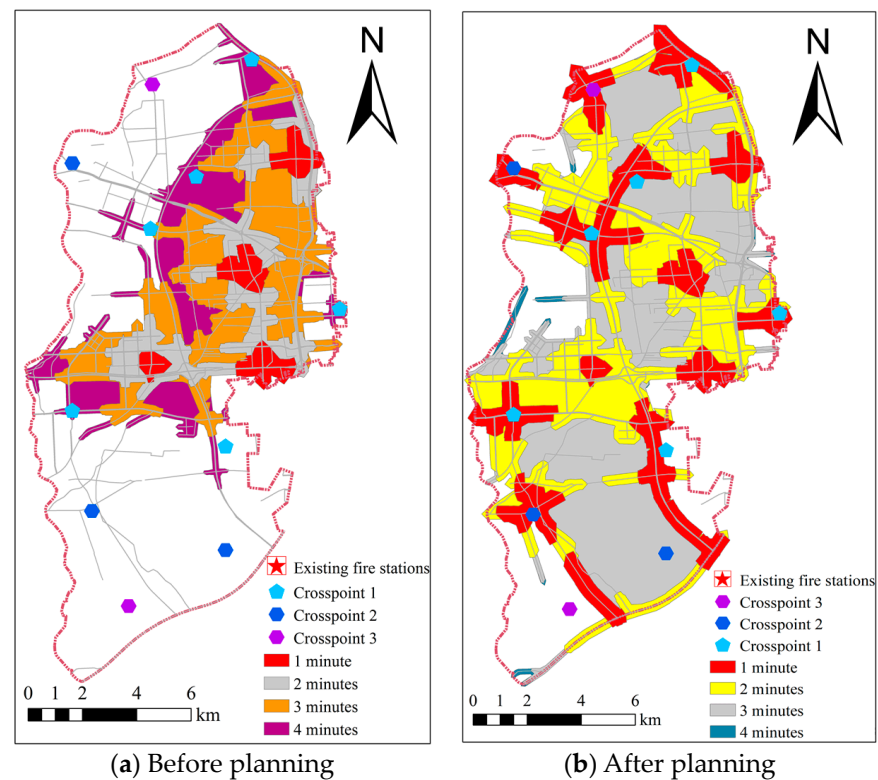 N
Existing fire stations
Crosspoint 1
Crosspoint 2
Crosspoint 3
1 minute
2 minutes
3 minutes
4 minutes
0 1 2 4 6
km
(a) Before planning
N
Existing fire stations
Crosspoint 3
Crosspoint 2
Crosspoint 1
1 minute
2 minutes
3 minutes
4 minutes
0 1 2 4 6
km
(b) After planning